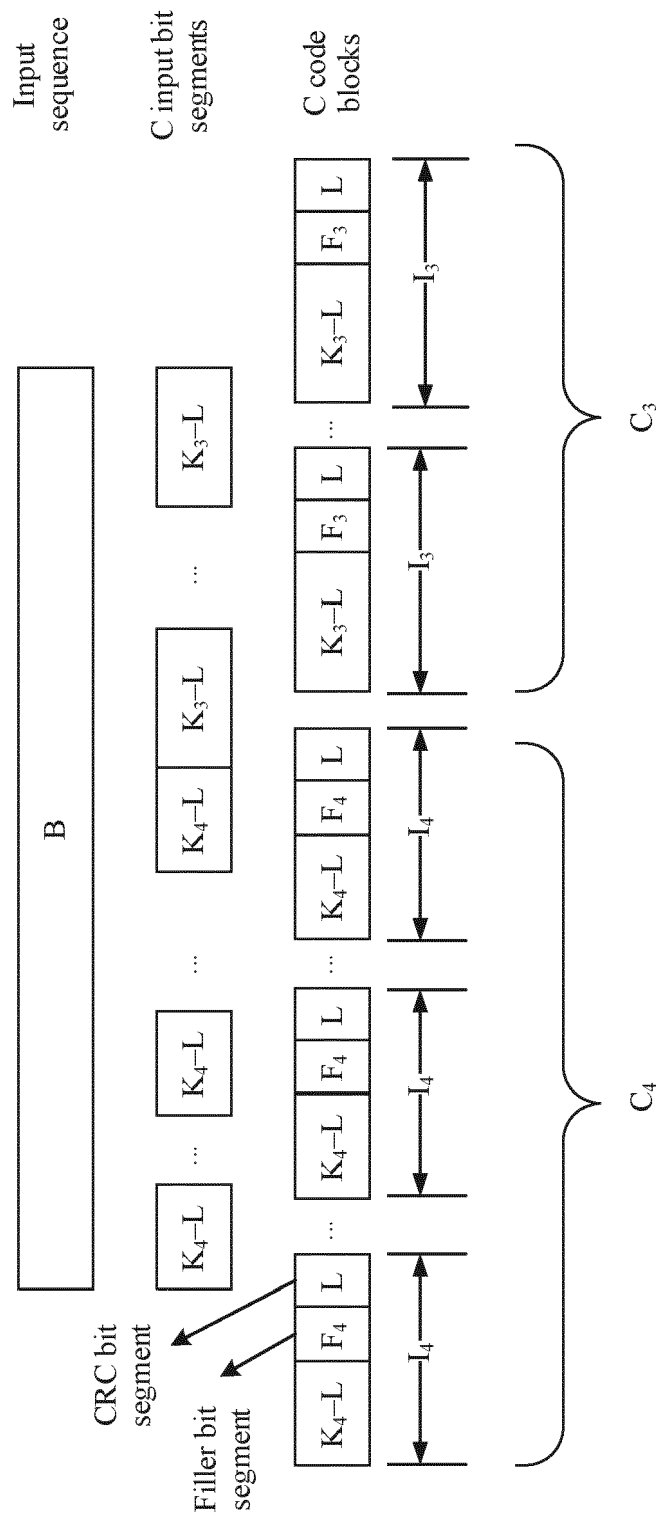 B
Input
sequence
K₄–L
...
K₄–L
...
K₄–L
K₃–L
...
K₃–L
C input bit
segments
CRC bit
segment
Filler bit
segment
K₄–L
F₄
L
...
K₄–L
F₄
L
...
K₄–L
F₄
L
K₃–L
F₃
L
...
K₃–L
F₃
L
C code
blocks
I₄
I₄
I₄
I₃
I₃
C₄
C₃